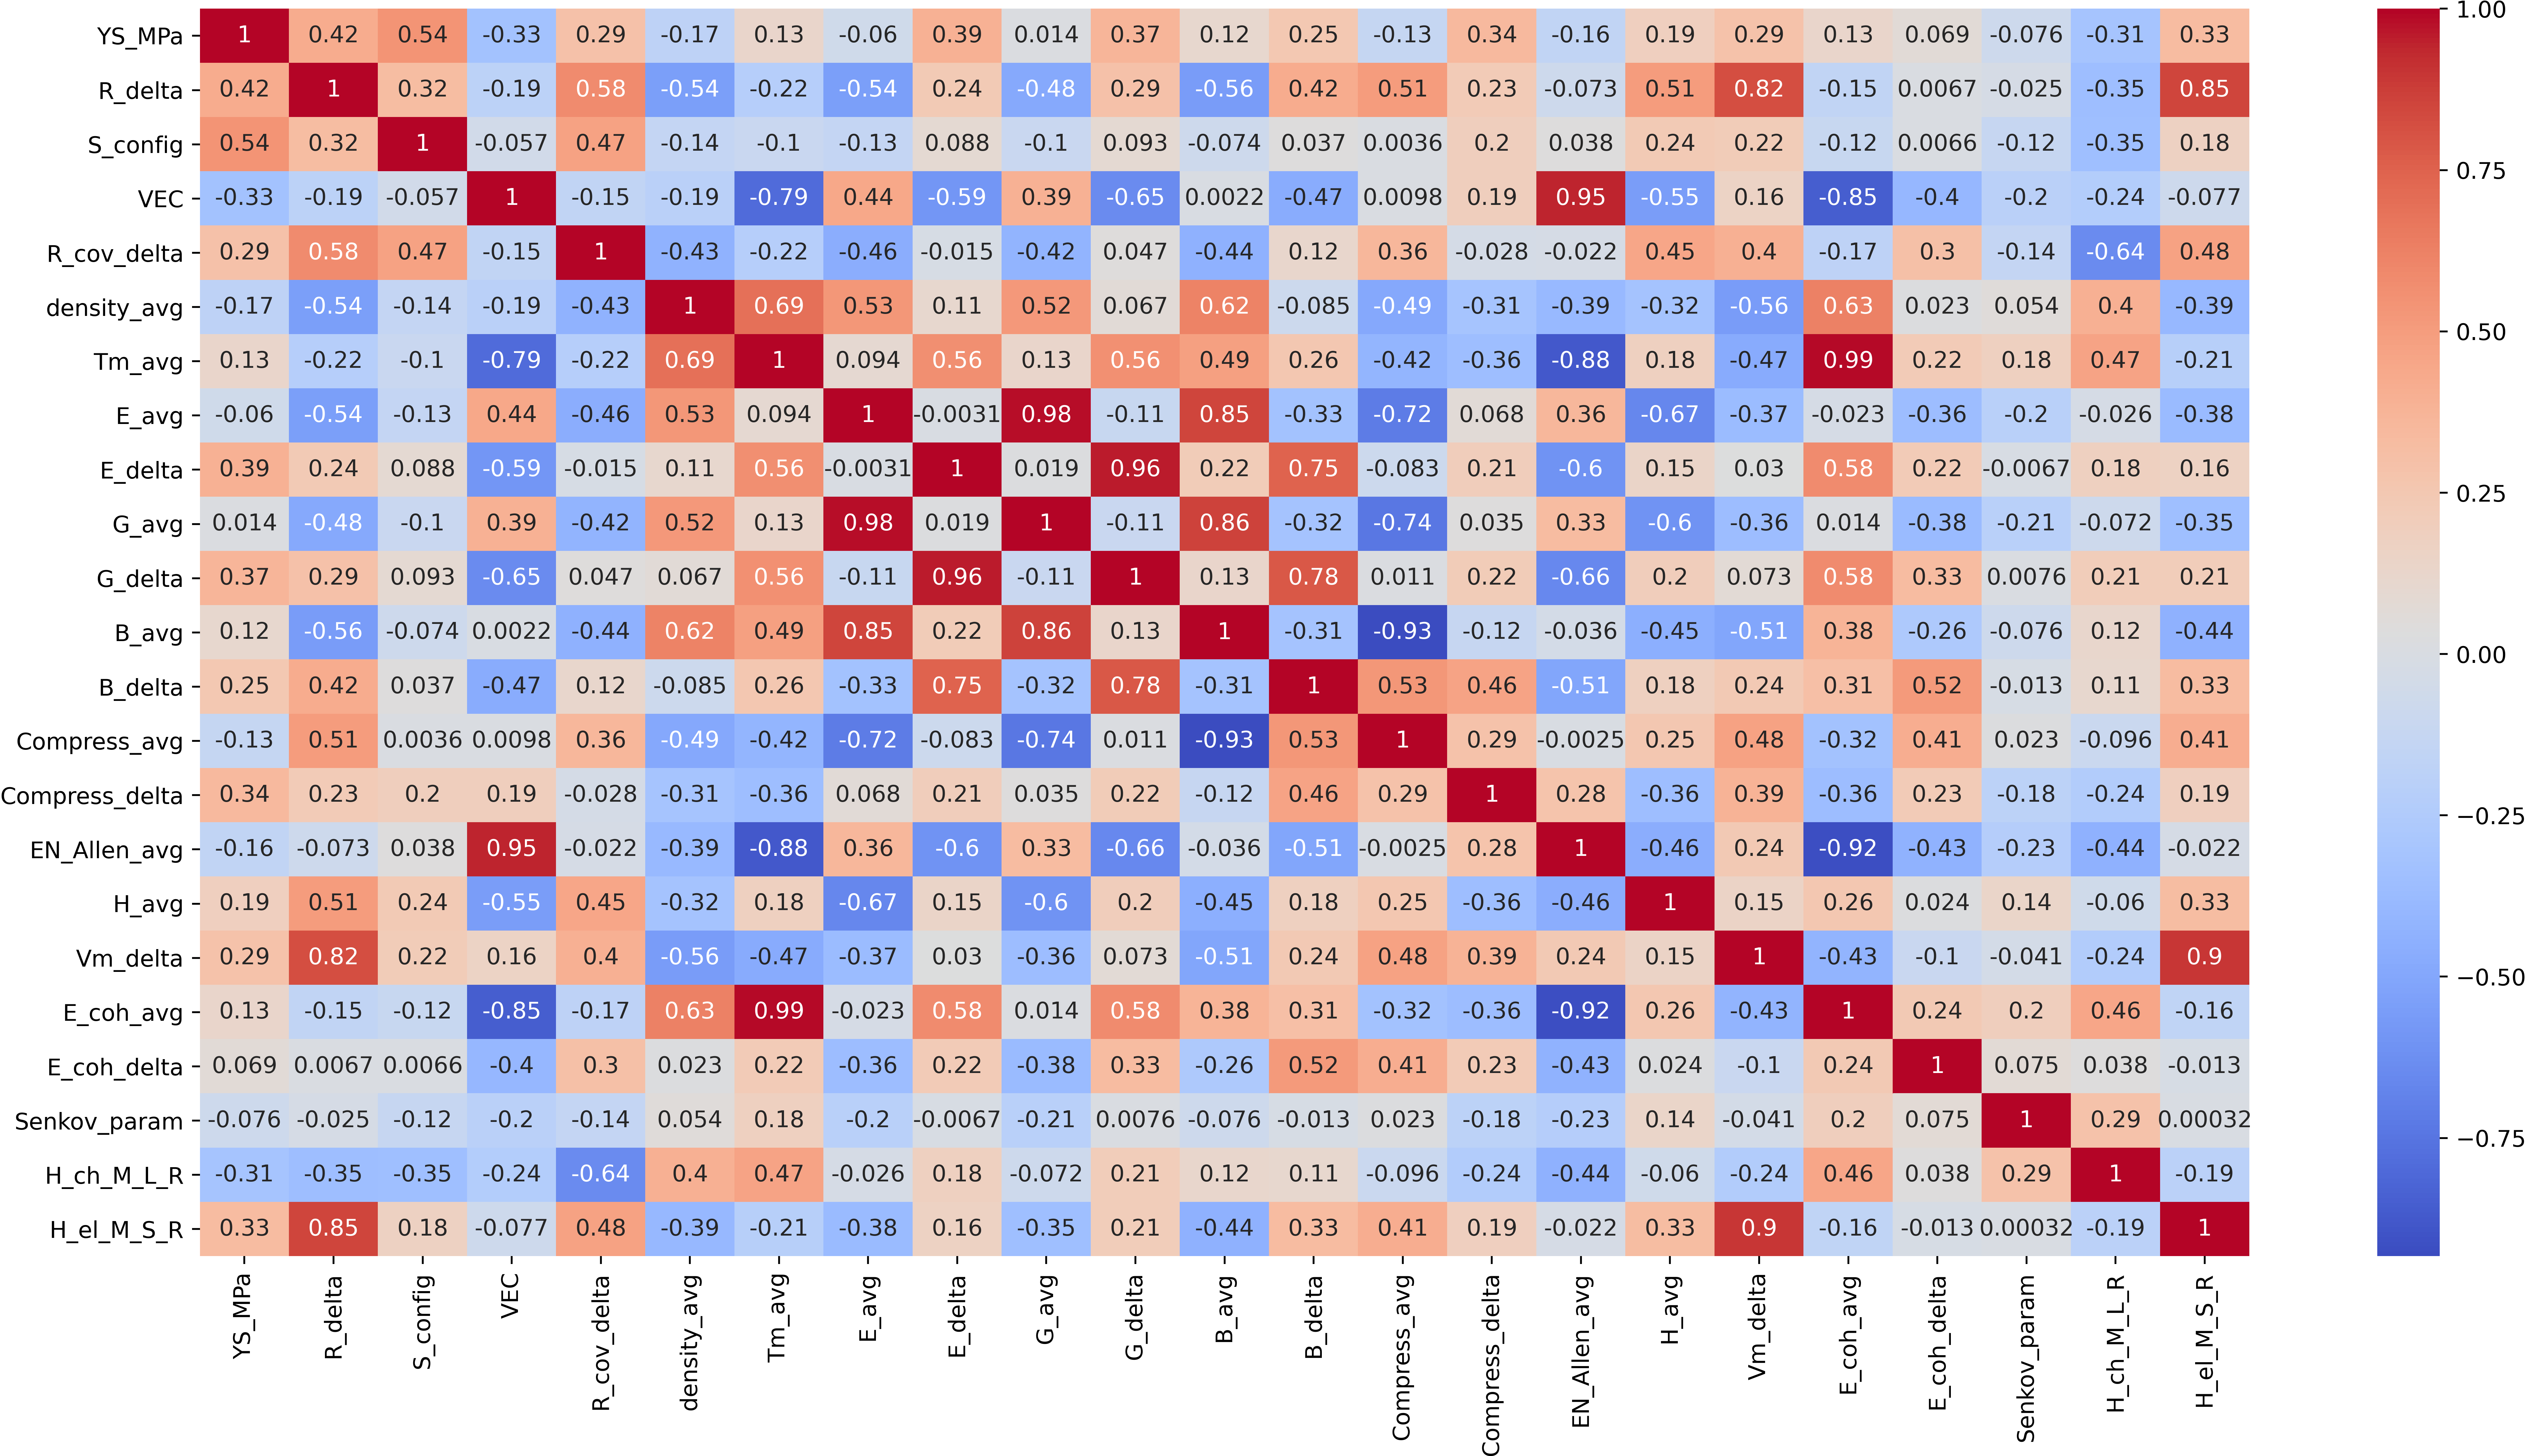 YS_MPa 1 0.42 0.54 -0.33 0.29 -0.17 0.13 -0.06 0.39 0.014 0.37 0.12 0.25 -0.13 0.34 -0.16 0.19 0.29 0.13 0.069 -0.076 -0.31 0.33
R_delta 0.42 1 0.32 -0.19 0.58 -0.54 -0.22 -0.54 0.24 -0.48 0.29 -0.56 0.42 0.51 0.23 -0.073 0.51 0.82 -0.15 0.0067 -0.025 -0.35 0.85
S_config 0.54 0.32 1 -0.057 0.47 -0.14 -0.1 -0.13 0.088 -0.1 0.093 -0.074 0.037 0.0036 0.2 0.038 0.24 0.22 -0.12 0.0066 -0.12 -0.35 0.18
VEC -0.33 -0.19 -0.057 1 -0.15 -0.19 -0.79 0.44 -0.59 0.39 -0.65 0.0022 -0.47 0.0098 0.19 0.95 -0.55 0.16 -0.85 -0.4 -0.2 -0.24 -0.077
R_cov_delta 0.29 0.58 0.47 -0.15 1 -0.43 -0.22 -0.46 -0.015 -0.42 0.047 -0.44 0.12 0.36 -0.028 -0.022 0.45 0.4 -0.17 0.3 -0.14 -0.64 0.48
density_avg -0.17 -0.54 -0.14 -0.19 -0.43 1 0.69 0.53 0.11 0.52 0.067 0.62 -0.085 -0.49 -0.31 -0.39 -0.32 -0.56 0.63 0.023 0.054 0.4 -0.39
Tm_avg 0.13 -0.22 -0.1 -0.79 -0.22 0.69 1 0.094 0.56 0.13 0.56 0.49 0.26 -0.42 -0.36 -0.88 0.18 -0.47 0.99 0.22 0.18 0.47 -0.21
E_avg -0.06 -0.54 -0.13 0.44 -0.46 0.53 0.094 1 -0.0031 0.98 -0.11 0.85 -0.33 -0.72 0.068 0.36 -0.67 -0.37 -0.023 -0.36 -0.2 -0.026 -0.38
E_delta 0.39 0.24 0.088 -0.59 -0.015 0.11 0.56 -0.0031 1 0.019 0.96 0.22 0.75 -0.083 0.21 -0.6 0.15 0.03 0.58 0.22 -0.0067 0.18 0.16
G_avg 0.014 -0.48 -0.1 0.39 -0.42 0.52 0.13 0.98 0.019 1 -0.11 0.86 -0.32 -0.74 0.035 0.33 -0.6 -0.36 0.014 -0.38 -0.21 -0.072 -0.35
G_delta 0.37 0.29 0.093 -0.65 0.047 0.067 0.56 -0.11 0.96 -0.11 1 0.13 0.78 0.011 0.22 -0.66 0.2 0.073 0.58 0.33 0.0076 0.21 0.21
B_avg 0.12 -0.56 -0.074 0.0022 -0.44 0.62 0.49 0.85 0.22 0.86 0.13 1 -0.31 -0.93 -0.12 -0.036 -0.45 -0.51 0.38 -0.26 -0.076 0.12 -0.44
B_delta 0.25 0.42 0.037 -0.47 0.12 -0.085 0.26 -0.33 0.75 -0.32 0.78 -0.31 1 0.53 0.46 -0.51 0.18 0.24 0.31 0.52 -0.013 0.11 0.33
Compress_avg -0.13 0.51 0.0036 0.0098 0.36 -0.49 -0.42 -0.72 -0.083 -0.74 0.011 -0.93 0.53 1 0.29 -0.0025 0.25 0.48 -0.32 0.41 0.023 -0.096 0.41
Compress_delta 0.34 0.23 0.2 0.19 -0.028 -0.31 -0.36 0.068 0.21 0.035 0.22 -0.12 0.46 0.29 1 0.28 -0.36 0.39 -0.36 0.23 -0.18 -0.24 0.19
EN_Allen_avg -0.16 -0.073 0.038 0.95 -0.022 -0.39 -0.88 0.36 -0.6 0.33 -0.66 -0.036 -0.51 -0.0025 0.28 1 -0.46 0.24 -0.92 -0.43 -0.23 -0.44 -0.022
H_avg 0.19 0.51 0.24 -0.55 0.45 -0.32 0.18 -0.67 0.15 -0.6 0.2 -0.45 0.18 0.25 -0.36 -0.46 1 0.15 0.26 0.024 0.14 -0.06 0.33
Vm_delta 0.29 0.82 0.22 0.16 0.4 -0.56 -0.47 -0.37 0.03 -0.36 0.073 -0.51 0.24 0.48 0.39 0.24 0.15 1 -0.43 -0.1 -0.041 -0.24 0.9
E_coh_avg 0.13 -0.15 -0.12 -0.85 -0.17 0.63 0.99 -0.023 0.58 0.014 0.58 0.38 0.31 -0.32 -0.36 -0.92 0.26 -0.43 1 0.24 0.2 0.46 -0.16
E_coh_delta 0.069 0.0067 0.0066 -0.4 0.3 0.023 0.22 -0.36 0.22 -0.38 0.33 -0.26 0.52 0.41 0.23 -0.43 0.024 -0.1 0.24 1 0.075 0.038 -0.013
Senkov_param -0.076 -0.025 -0.12 -0.2 -0.14 0.054 0.18 -0.2 -0.0067 -0.21 0.0076 -0.076 -0.013 0.023 -0.18 -0.23 0.14 -0.041 0.2 0.075 1 0.29 0.00032
H_ch_M_L_R -0.31 -0.35 -0.35 -0.24 -0.64 0.4 0.47 -0.026 0.18 -0.072 0.21 0.12 0.11 -0.096 -0.24 -0.44 -0.06 -0.24 0.46 0.038 0.29 1 -0.19
H_el_M_S_R 0.33 0.85 0.18 -0.077 0.48 -0.39 -0.21 -0.38 0.16 -0.35 0.21 -0.44 0.33 0.41 0.19 -0.022 0.33 0.9 -0.16 -0.013 0.00032 -0.19 1
YS_MPa R_delta S_config VEC R_cov_delta density_avg Tm_avg E_avg E_delta G_avg G_delta B_avg B_delta Compress_avg Compress_delta EN_Allen_avg H_avg Vm_delta E_coh_avg E_coh_delta Senkov_param H_ch_M_L_R H_el_M_S_R
1.00
0.75
0.50
0.25
0.00
−0.25
−0.50
−0.75